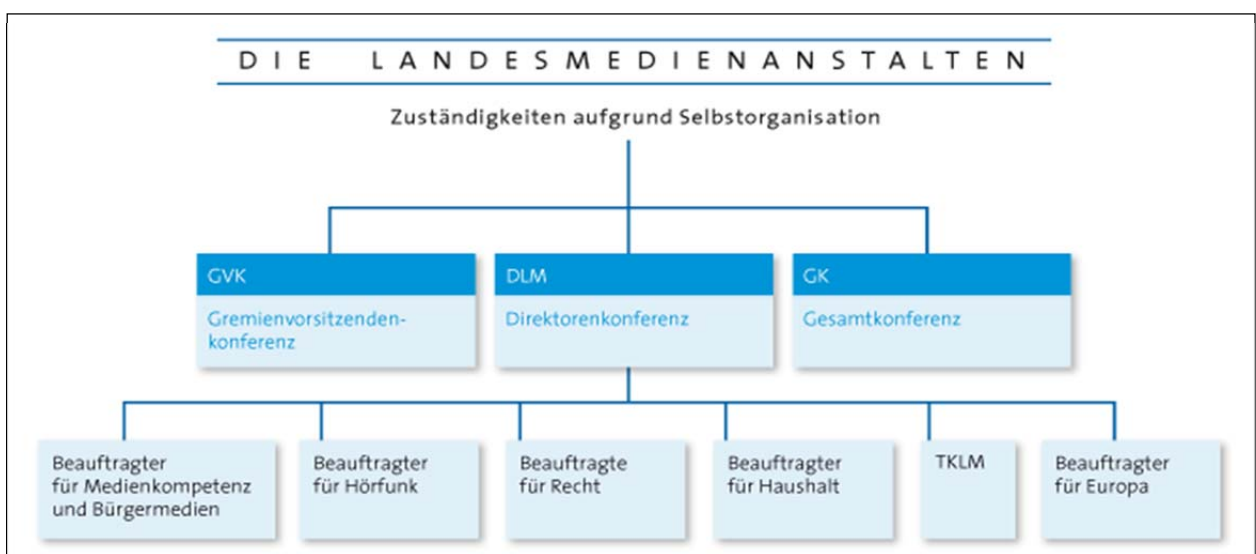 DIE LANDESMEDIENANSTALTEN
Zuständigkeiten aufgrund Selbstorganisation
GVK
Gremienvorsitzenden-
konferenz
DLM
Direktorenkonferenz
GK
Gesamtkonferenz
Beauftragter
für Medienkompetenz
und Bürgermedien
Beauftragter
für Hörfunk
Beauftragte
für Recht
Beauftragter
für Haushalt
TKLM
Beauftragter
für Europa